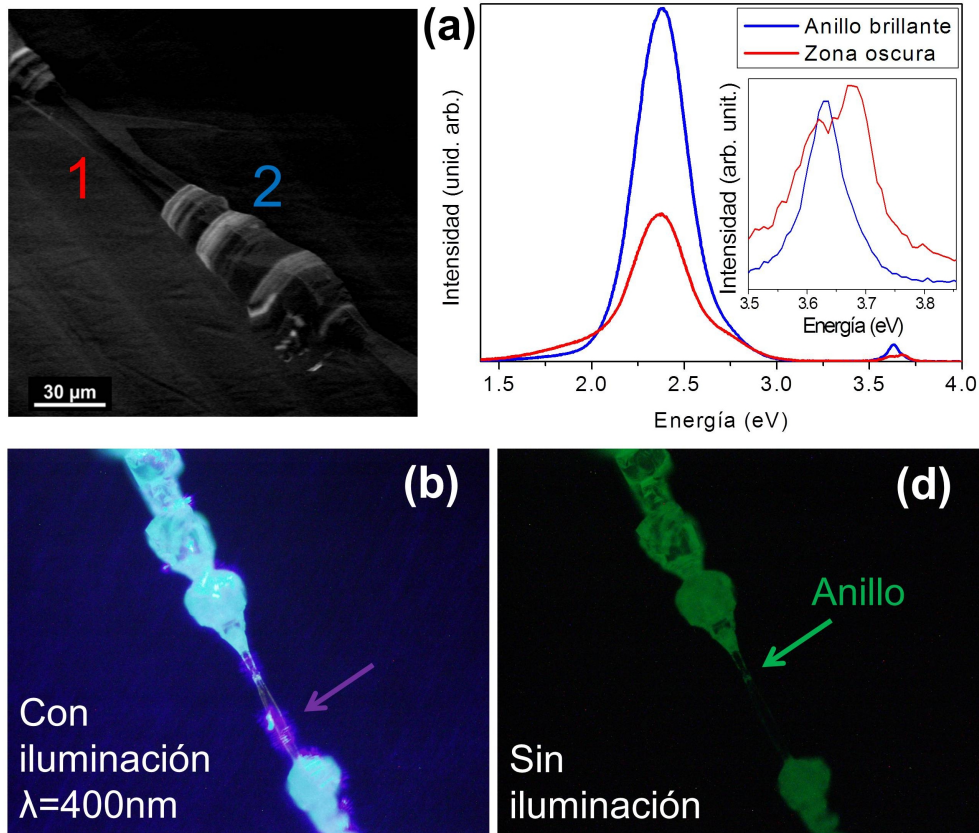 1
2
30 µm
(a)
Anillo brillante
Zona oscura
Intensidad (unid. arb.)
Intensidad (arb. unit.)
3.5 3.6 3.7 3.8
Energía (eV)
1.5 2.0 2.5 3.0 3.5 4.0
Energía (eV)
(b)
Con
iluminación
λ=400nm
(d)
Anillo
Sin
iluminación